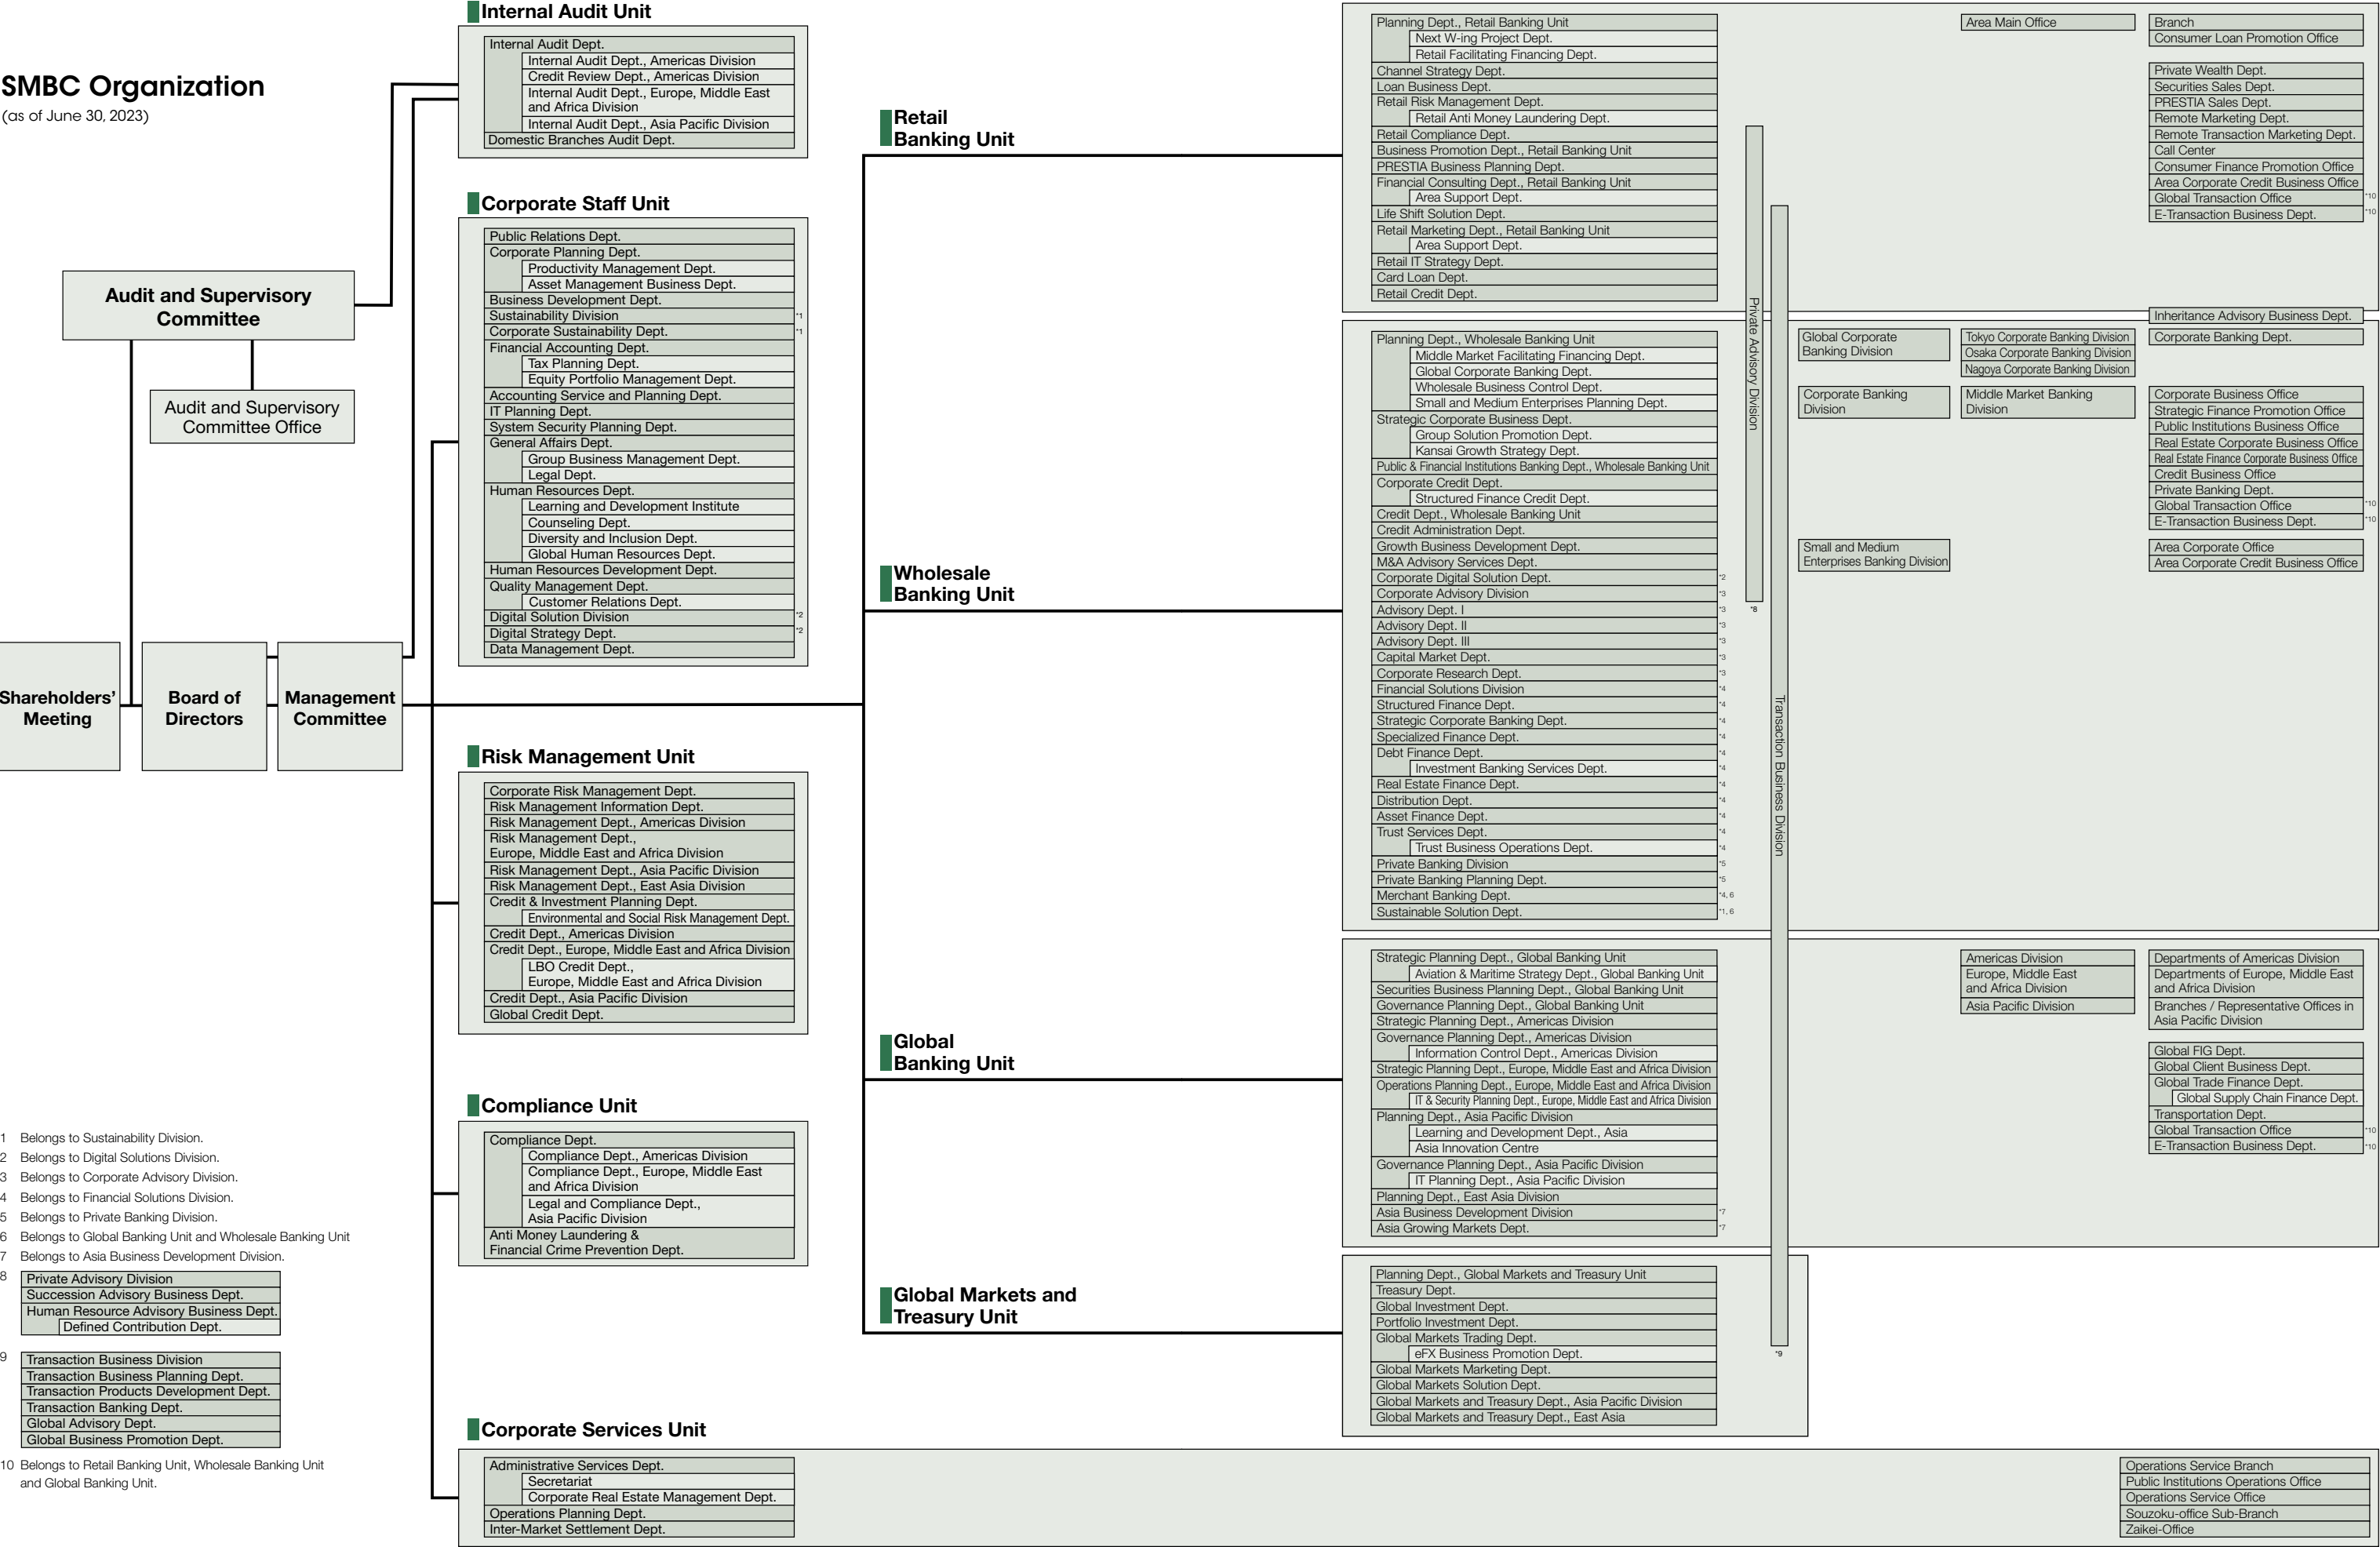 SMBC Organization
(as of June 30, 2023)
Audit and Supervisory
Committee
Audit and Supervisory
Committee Office
Shareholders'
Meeting
Board of
Directors
Management
Committee
Internal Audit Unit
Internal Audit Dept.
Internal Audit Dept., Americas Division
Credit Review Dept., Americas Division
Internal Audit Dept., Europe, Middle East
and Africa Division
Internal Audit Dept., Asia Pacific Division
Domestic Branches Audit Dept.
Corporate Staff Unit
Public Relations Dept.
Corporate Planning Dept.
Productivity Management Dept.
Asset Management Business Dept.
Business Development Dept.
Sustainability Division *1
Corporate Sustainability Dept. *1
Financial Accounting Dept.
Tax Planning Dept.
Equity Portfolio Management Dept.
Accounting Service and Planning Dept.
IT Planning Dept.
System Security Planning Dept.
General Affairs Dept.
Group Business Management Dept.
Legal Dept.
Human Resources Dept.
Learning and Development Institute
Counseling Dept.
Diversity and Inclusion Dept.
Global Human Resources Dept.
Human Resources Development Dept.
Quality Management Dept.
Customer Relations Dept.
Digital Solution Division *2
Digital Strategy Dept. *2
Data Management Dept.
Risk Management Unit
Corporate Risk Management Dept.
Risk Management Information Dept.
Risk Management Dept., Americas Division
Risk Management Dept.,
Europe, Middle East and Africa Division
Risk Management Dept., Asia Pacific Division
Risk Management Dept., East Asia Division
Credit & Investment Planning Dept.
Environmental and Social Risk Management Dept.
Credit Dept., Americas Division
Credit Dept., Europe, Middle East and Africa Division
LBO Credit Dept.,
Europe, Middle East and Africa Division
Credit Dept., Asia Pacific Division
Global Credit Dept.
Compliance Unit
Compliance Dept.
Compliance Dept., Americas Division
Compliance Dept., Europe, Middle East
and Africa Division
Legal and Compliance Dept.,
Asia Pacific Division
Anti Money Laundering &
Financial Crime Prevention Dept.
Corporate Services Unit
Administrative Services Dept.
Secretariat
Corporate Real Estate Management Dept.
Operations Planning Dept.
Inter-Market Settlement Dept.
Operations Service Branch
Public Institutions Operations Office
Operations Service Office
Souzoku-office Sub-Branch
Zaikei-Office
Retail
Banking Unit
Planning Dept., Retail Banking Unit
Next W-ing Project Dept.
Retail Facilitating Financing Dept.
Channel Strategy Dept.
Loan Business Dept.
Retail Risk Management Dept.
Retail Anti Money Laundering Dept.
Retail Compliance Dept.
Business Promotion Dept., Retail Banking Unit
PRESTIA Business Planning Dept.
Financial Consulting Dept., Retail Banking Unit
Area Support Dept.
Life Shift Solution Dept.
Retail Marketing Dept., Retail Banking Unit
Area Support Dept.
Retail IT Strategy Dept.
Card Loan Dept.
Retail Credit Dept.
Area Main Office
Branch
Consumer Loan Promotion Office
Private Wealth Dept.
Securities Sales Dept.
PRESTIA Sales Dept.
Remote Marketing Dept.
Remote Transaction Marketing Dept.
Call Center
Consumer Finance Promotion Office
Area Corporate Credit Business Office
Global Transaction Office *10
E-Transaction Business Dept. *10
Inheritance Advisory Business Dept.
Private Advisory Division
*8
Transaction Business Division
*9
Wholesale
Banking Unit
Planning Dept., Wholesale Banking Unit
Middle Market Facilitating Financing Dept.
Global Corporate Banking Dept.
Wholesale Business Control Dept.
Small and Medium Enterprises Planning Dept.
Strategic Corporate Business Dept.
Group Solution Promotion Dept.
Kansai Growth Strategy Dept.
Public & Financial Institutions Banking Dept., Wholesale Banking Unit
Corporate Credit Dept.
Structured Finance Credit Dept.
Credit Dept., Wholesale Banking Unit
Credit Administration Dept.
Growth Business Development Dept.
M&A Advisory Services Dept.
Corporate Digital Solution Dept. *2
Corporate Advisory Division *3
Advisory Dept. I *3
Advisory Dept. II *3
Advisory Dept. III *3
Capital Market Dept. *3
Corporate Research Dept. *3
Financial Solutions Division *4
Structured Finance Dept. *4
Strategic Corporate Banking Dept. *4
Specialized Finance Dept. *4
Debt Finance Dept. *4
Investment Banking Services Dept. *4
Real Estate Finance Dept. *4
Distribution Dept. *4
Asset Finance Dept. *4
Trust Services Dept. *4
Trust Business Operations Dept. *4
Private Banking Division *5
Private Banking Planning Dept. *5
Merchant Banking Dept. *4, 6
Sustainable Solution Dept. *1, 6
Global Corporate
Banking Division
Tokyo Corporate Banking Division
Osaka Corporate Banking Division
Nagoya Corporate Banking Division
Corporate Banking Dept.
Corporate Banking
Division
Middle Market Banking
Division
Corporate Business Office
Strategic Finance Promotion Office
Public Institutions Business Office
Real Estate Corporate Business Office
Real Estate Finance Corporate Business Office
Credit Business Office
Private Banking Dept.
Global Transaction Office *10
E-Transaction Business Dept. *10
Small and Medium
Enterprises Banking Division
Area Corporate Office
Area Corporate Credit Business Office
Global
Banking Unit
Strategic Planning Dept., Global Banking Unit
Aviation & Maritime Strategy Dept., Global Banking Unit
Securities Business Planning Dept., Global Banking Unit
Governance Planning Dept., Global Banking Unit
Strategic Planning Dept., Americas Division
Governance Planning Dept., Americas Division
Information Control Dept., Americas Division
Strategic Planning Dept., Europe, Middle East and Africa Division
Operations Planning Dept., Europe, Middle East and Africa Division
IT & Security Planning Dept., Europe, Middle East and Africa Division
Planning Dept., Asia Pacific Division
Learning and Development Dept., Asia
Asia Innovation Centre
Governance Planning Dept., Asia Pacific Division
IT Planning Dept., Asia Pacific Division
Planning Dept., East Asia Division
Asia Business Development Division *7
Asia Growing Markets Dept. *7
Americas Division
Europe, Middle East
and Africa Division
Asia Pacific Division
Departments of Americas Division
Departments of Europe, Middle East
and Africa Division
Branches / Representative Offices in
Asia Pacific Division
Global FIG Dept.
Global Client Business Dept.
Global Trade Finance Dept.
Global Supply Chain Finance Dept.
Transportation Dept.
Global Transaction Office *10
E-Transaction Business Dept. *10
Global Markets and
Treasury Unit
Planning Dept., Global Markets and Treasury Unit
Treasury Dept.
Global Investment Dept.
Portfolio Investment Dept.
Global Markets Trading Dept.
eFX Business Promotion Dept.
Global Markets Marketing Dept.
Global Markets Solution Dept.
Global Markets and Treasury Dept., Asia Pacific Division
Global Markets and Treasury Dept., East Asia
1 Belongs to Sustainability Division.
2 Belongs to Digital Solutions Division.
3 Belongs to Corporate Advisory Division.
4 Belongs to Financial Solutions Division.
5 Belongs to Private Banking Division.
6 Belongs to Global Banking Unit and Wholesale Banking Unit
7 Belongs to Asia Business Development Division.
8 Private Advisory Division
Succession Advisory Business Dept.
Human Resource Advisory Business Dept.
Defined Contribution Dept.
9 Transaction Business Division
Transaction Business Planning Dept.
Transaction Products Development Dept.
Transaction Banking Dept.
Global Advisory Dept.
Global Business Promotion Dept.
10 Belongs to Retail Banking Unit, Wholesale Banking Unit
and Global Banking Unit.